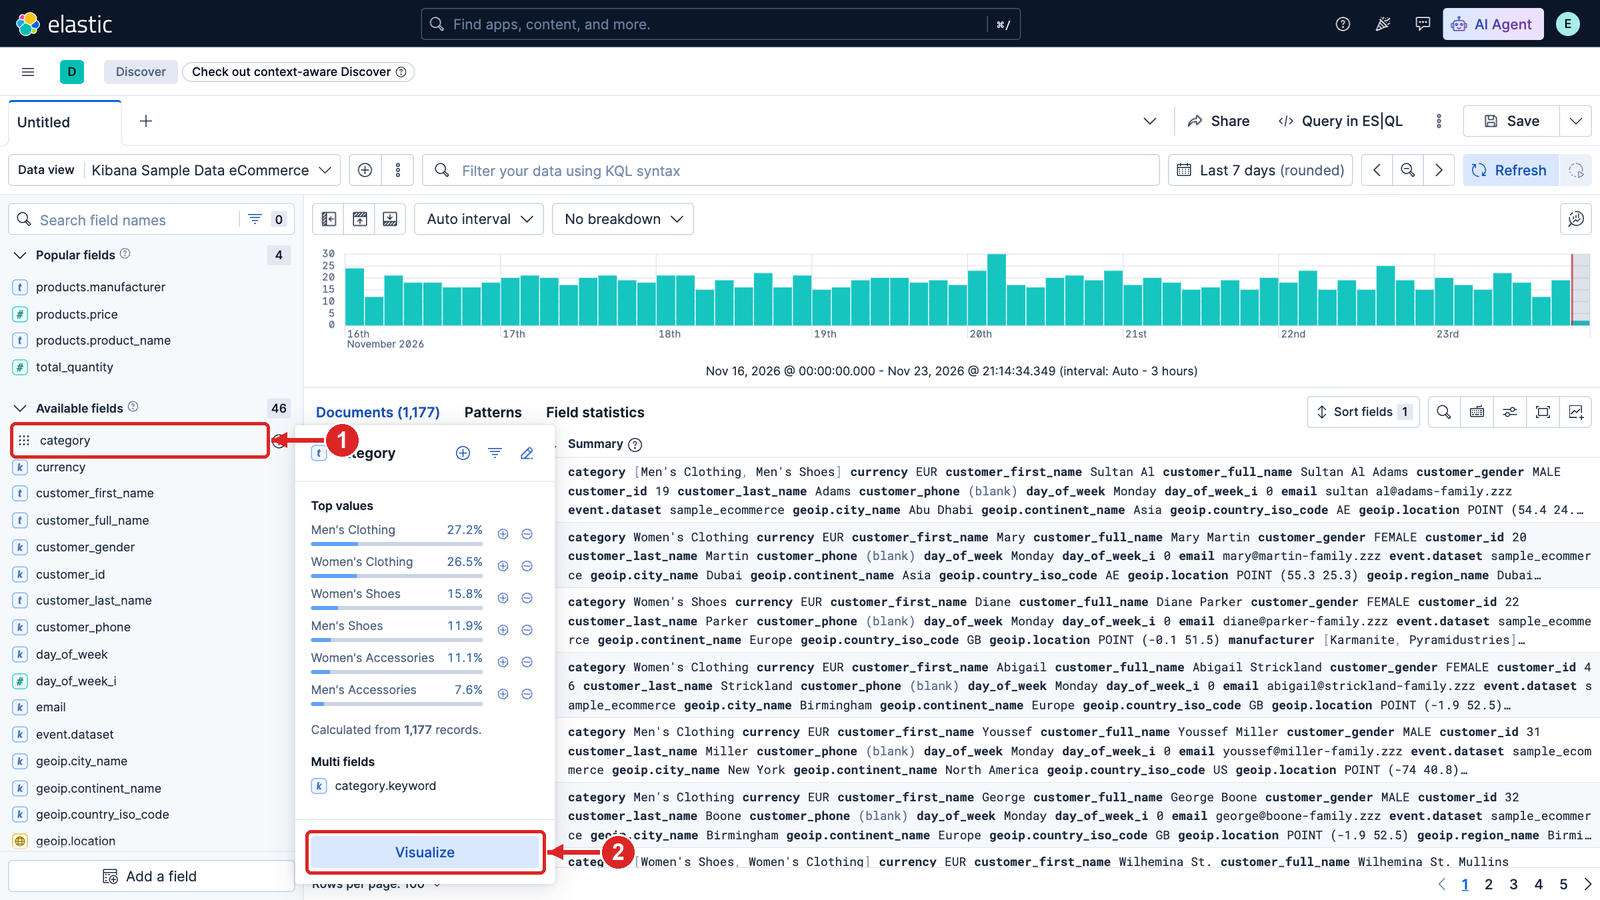 elastic
Find apps, content, and more.
⌘/
AI Agent
E
D
Discover
Check out context-aware Discover
Untitled
Share
Query in ES|QL
Save
Data view
Kibana Sample Data eCommerce
Filter your data using KQL syntax
Last 7 days (rounded)
Refresh
Search field names
0
Auto interval
No breakdown
Popular fields
4
products.manufacturer
products.price
products.product_name
total_quantity
30
25
20
15
10
5
0
16th
17th
18th
19th
20th
21st
22nd
23rd
November 2026
Nov 16, 2026 @ 00:00:00.000 - Nov 23, 2026 @ 21:14:34.349 (interval: Auto - 3 hours)
Available fields
46
category
currency
customer_first_name
customer_full_name
customer_gender
customer_id
customer_last_name
customer_phone
day_of_week
day_of_week_i
email
event.dataset
geoip.city_name
geoip.continent_name
geoip.country_iso_code
geoip.location
Add a field
Documents (1,177)
Patterns
Field statistics
Sort fields 1
1
tegory
Top values
Men's Clothing 27.2%
Women's Clothing 26.5%
Women's Shoes 15.8%
Men's Shoes 11.9%
Women's Accessories 11.1%
Men's Accessories 7.6%
Calculated from 1,177 records.
Multi fields
category.keyword
Visualize
2
Rows per page: 100
Summary
category [Men's Clothing, Men's Shoes] currency EUR customer_first_name Sultan Al customer_full_name Sultan Al Adams customer_gender MALE
customer_id 19 customer_last_name Adams customer_phone (blank) day_of_week Monday day_of_week_i 0 email sultan al@adams-family.zzz
event.dataset sample_ecommerce geoip.city_name Abu Dhabi geoip.continent_name Asia geoip.country_iso_code AE geoip.location POINT (54.4 24....
category Women's Clothing currency EUR customer_first_name Mary customer_full_name Mary Martin customer_gender FEMALE customer_id 20
customer_last_name Martin customer_phone (blank) day_of_week Monday day_of_week_i 0 email mary@martin-family.zzz event.dataset sample_ecommer
ce geoip.city_name Dubai geoip.continent_name Asia geoip.country_iso_code AE geoip.location POINT (55.3 25.3) geoip.region_name Dubai...
category Women's Shoes currency EUR customer_first_name Diane customer_full_name Diane Parker customer_gender FEMALE customer_id 22
customer_last_name Parker customer_phone (blank) day_of_week Monday day_of_week_i 0 email diane@parker-family.zzz event.dataset sample_ecomme
rce geoip.continent_name Europe geoip.country_iso_code GB geoip.location POINT (-0.1 51.5) manufacturer [Karmanite, Pyramidustries]...
category Women's Clothing currency EUR customer_first_name Abigail customer_full_name Abigail Strickland customer_gender FEMALE customer_id 4
6 customer_last_name Strickland customer_phone (blank) day_of_week Monday day_of_week_i 0 email abigail@strickland-family.zzz event.dataset s
ample_ecommerce geoip.city_name Birmingham geoip.continent_name Europe geoip.country_iso_code GB geoip.location POINT (-1.9 52.5)...
category Men's Clothing currency EUR customer_first_name Youssef customer_full_name Youssef Miller customer_gender MALE customer_id 31
customer_last_name Miller customer_phone (blank) day_of_week Monday day_of_week_i 0 email youssef@miller-family.zzz event.dataset sample_ecom
merce geoip.city_name New York geoip.continent_name North America geoip.country_iso_code US geoip.location POINT (-74 40.8)...
category Men's Clothing currency EUR customer_first_name George customer_full_name George Boone customer_gender MALE customer_id 32
customer_last_name Boone customer_phone (blank) day_of_week Monday day_of_week_i 0 email george@boone-family.zzz event.dataset sample_ecommer
ce geoip.city_name Birmingham geoip.continent_name Europe geoip.country_iso_code GB geoip.location POINT (-1.9 52.5) geoip.region_name Birmi...
[Women's Shoes, Women's Clothing] currency EUR customer_first_name Wilhemina St. customer_full_name Wilhemina St. Mullins
1 2 3 4 5